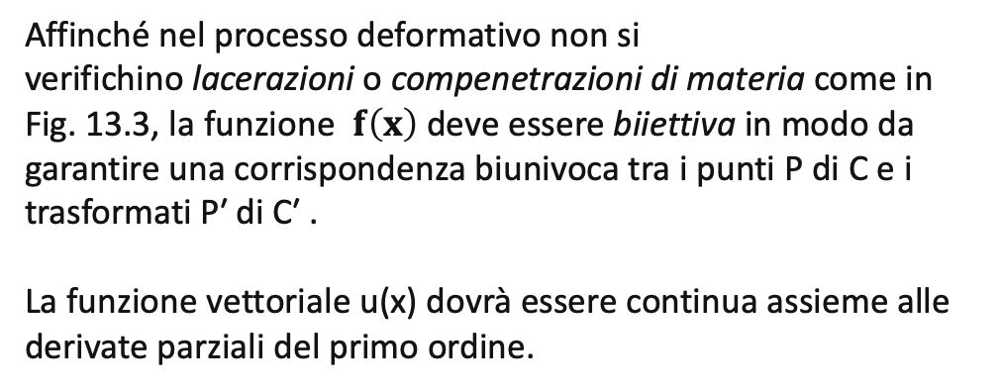 Affinché nel processo deformativo non si
verifichino lacerazioni o compenetrazioni di materia come in
Fig. 13.3, la funzione f(x) deve essere biiettiva in modo da
garantire una corrispondenza biunivoca tra i punti P di C e i
trasformati P′ di C′ .
La funzione vettoriale u(x) dovrà essere continua assieme alle
derivate parziali del primo ordine.